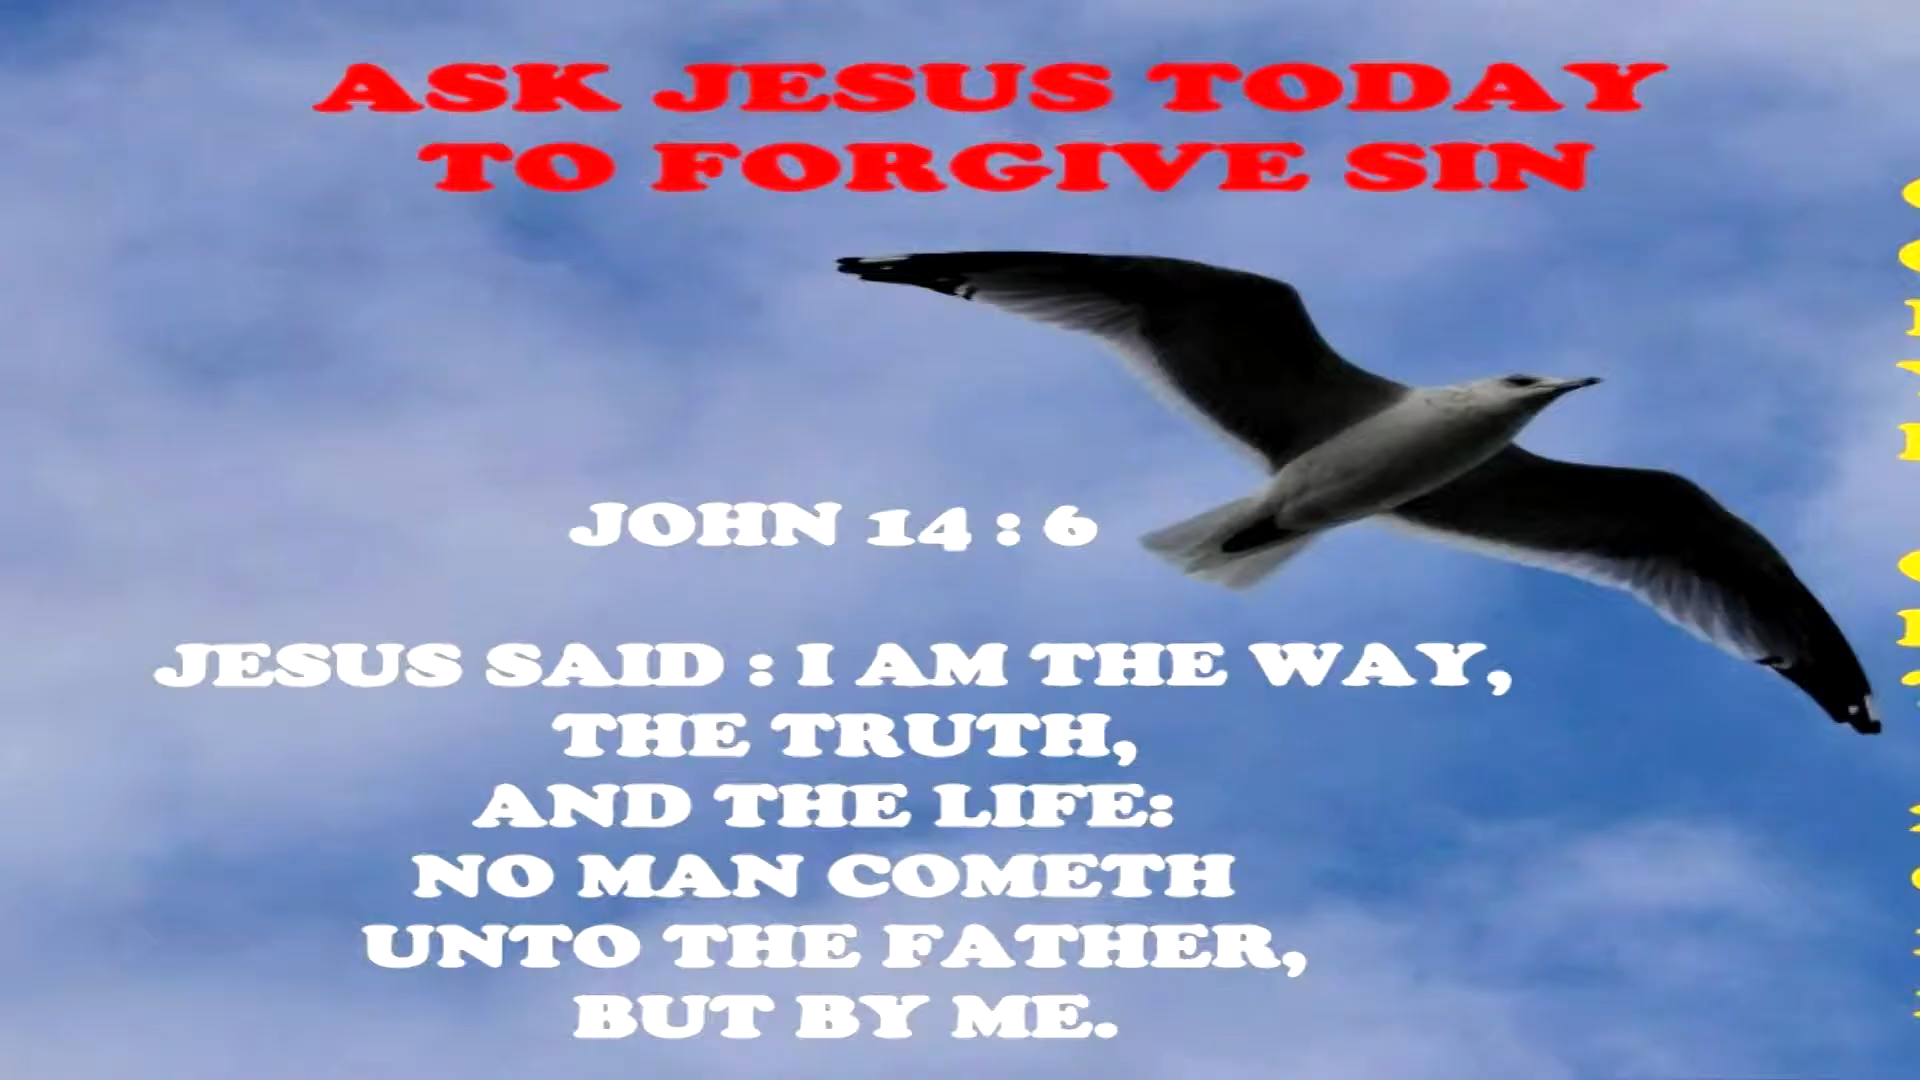 ASK JESUS TODAY
TO FORGIVE SIN
JOHN 14 : 6
JESUS SAID : I AM THE WAY,
THE TRUTH,
AND THE LIFE:
NO MAN COMETH
UNTO THE FATHER,
BUT BY ME.